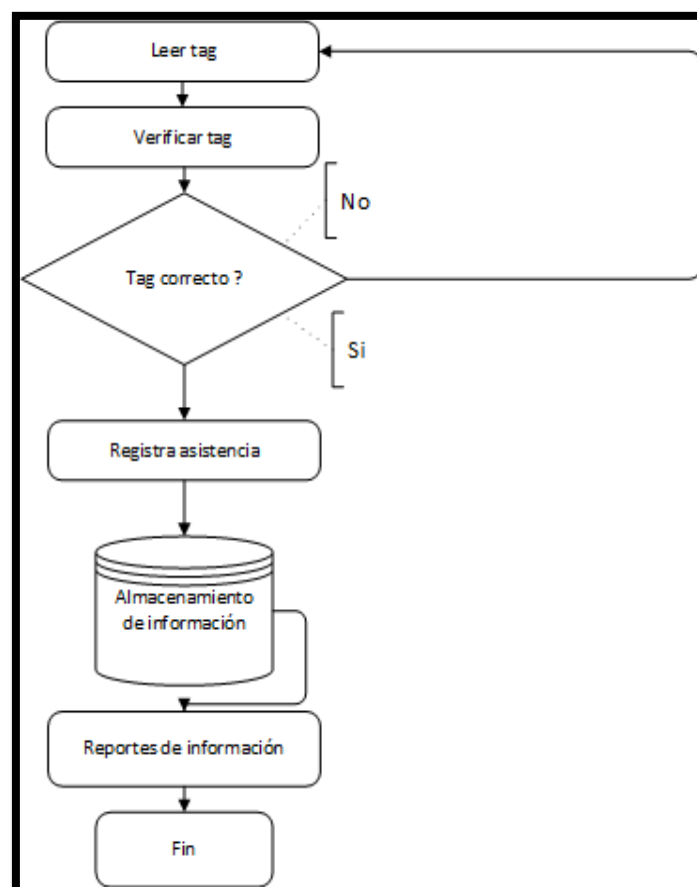 Leer tag
Verificar tag
No
Tag correcto ?
Si
Registra asistencia
Almacenamiento
de información
Reportes de información
Fin